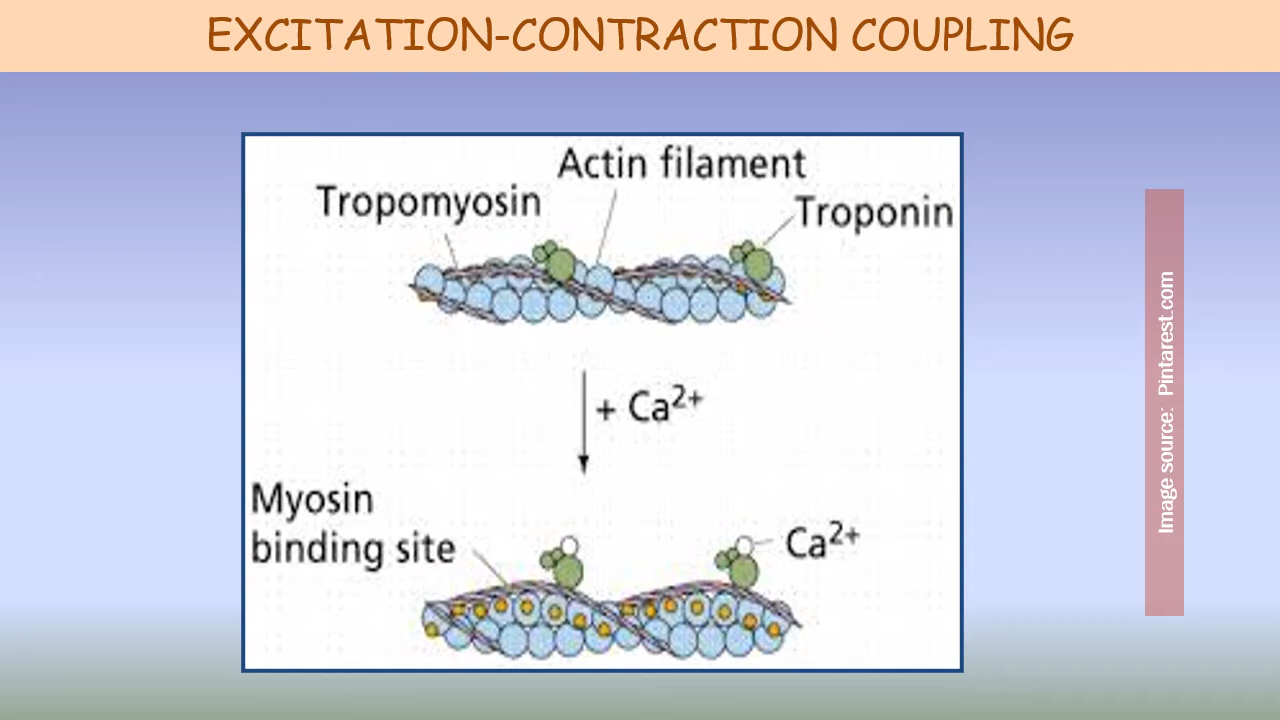 EXCITATION-CONTRACTION COUPLING
Actin filament
Tropomyosin
Troponin
+ Ca²⁺
Myosin
binding site
Ca²⁺
Image source: Pintarest.com